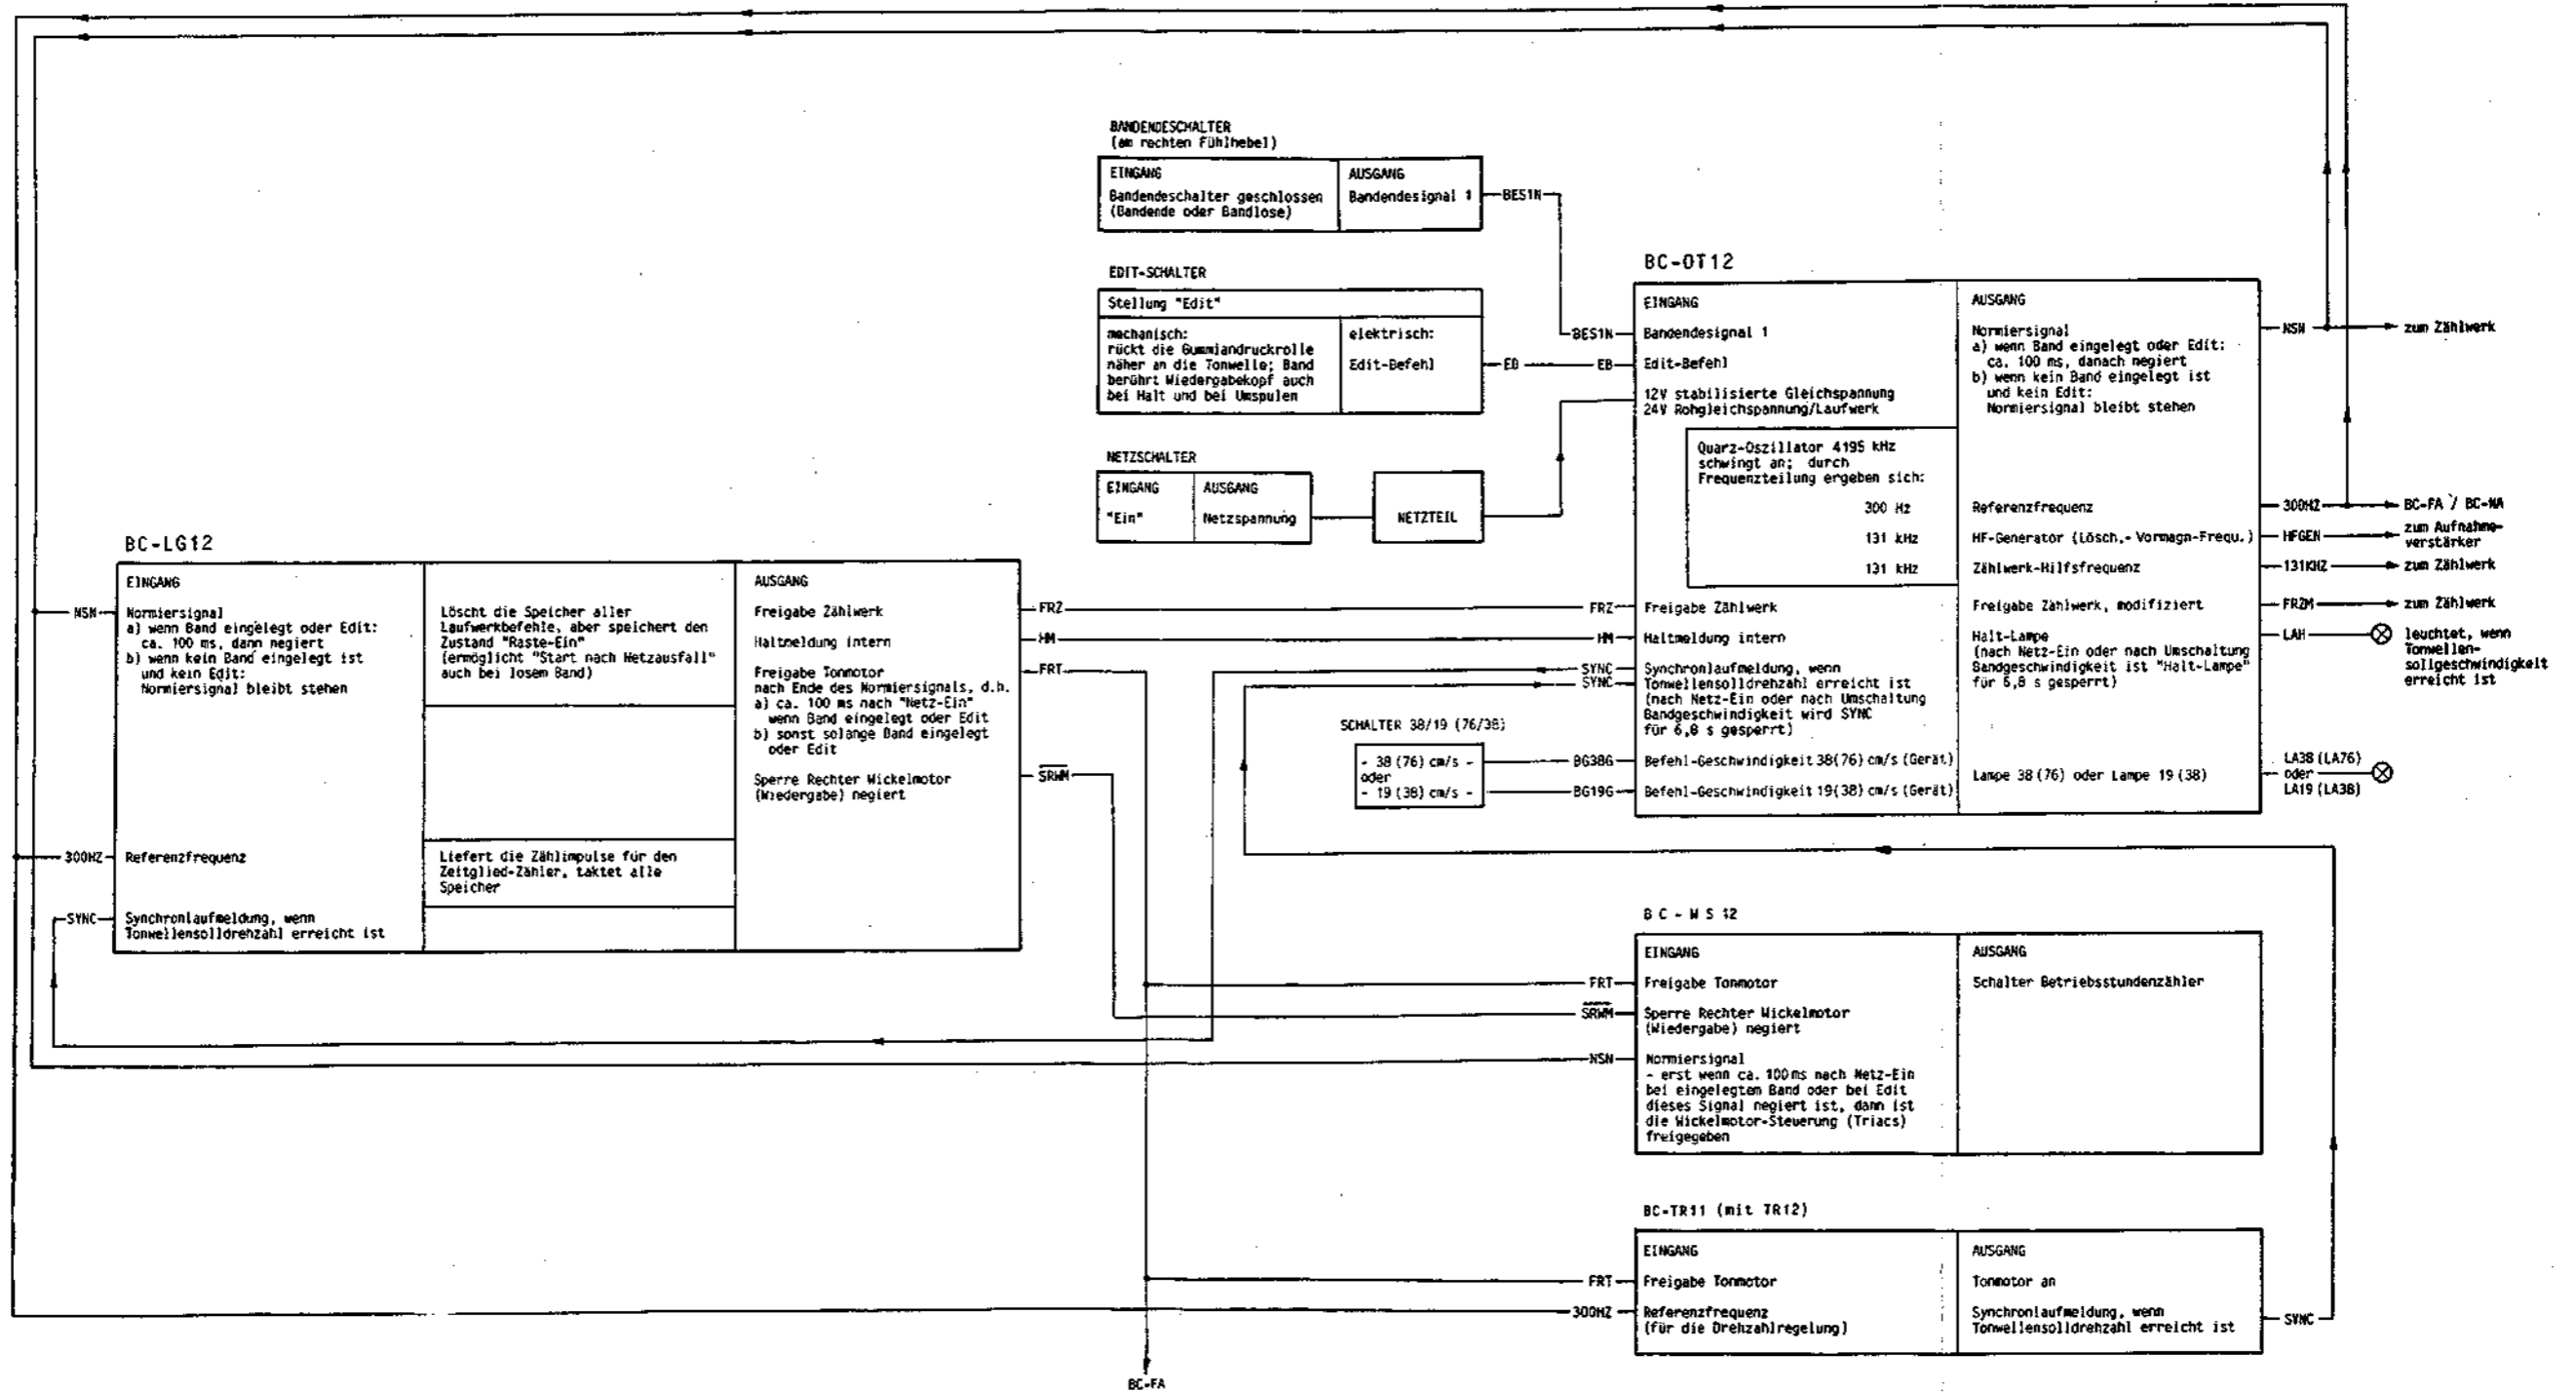 BANDENDESCHALTER
(am rechten Fühlhebel)
EINGANG
Bandendeschalter geschlossen
(Bandende oder Bandlose)
AUSGANG
Bandendesignal 1
BES1N
EDIT-SCHALTER
Stellung "Edit"
mechanisch:
rückt die Gummiandruckrolle
näher an die Tonwelle; Band
berührt Wiedergabekopf auch
bei Halt und bei Umspulen
elektrisch:
Edit-Befehl
EB
NETZSCHALTER
EINGANG
"Ein"
AUSGANG
Netzspannung
NETZTEIL
BC-OT12
EINGANG
BES1N
Bandendesignal 1
EB
Edit-Befehl
12V stabilisierte Gleichspannung
24V Rohgleichspannung/Laufwerk
Quarz-Oszillator 4195 kHz
schwingt an; durch
Frequenzteilung ergeben sich:
300 Hz
131 kHz
131 kHz
FRZ
Freigabe Zählwerk
HM
Haltmeldung intern
SYNC
Synchronlaufmeldung, wenn
SYNC
Tonwellensolldrehzahl erreicht ist
(nach Netz-Ein oder nach Umschaltung
Bandgeschwindigkeit wird SYNC
für 6,8 s gesperrt)
BG38G
Befehl-Geschwindigkeit 38(76) cm/s (Gerät)
BG19G
Befehl-Geschwindigkeit 19(38) cm/s (Gerät)
AUSGANG
Normiersignal
a) wenn Band eingelegt oder Edit:
ca. 100 ms, danach negiert
b) wenn kein Band eingelegt ist
und kein Edit:
Normiersignal bleibt stehen
Referenzfrequenz
HF-Generator (Lösch.- Vormagn-Frequ.)
Zählwerk-Hilfsfrequenz
Freigabe Zählwerk, modifiziert
Halt-Lampe
(nach Netz-Ein oder nach Umschaltung
Bandgeschwindigkeit ist "Halt-Lampe"
für 6,8 s gesperrt)
Lampe 38 (76) oder Lampe 19 (38)
NSN
zum Zählwerk
300HZ
BC-FA / BC-WA
HFGEN
zum Aufnahme-
verstärker
131KHZ
zum Zählwerk
FRZM
zum Zählwerk
LAH
leuchtet, wenn
Tonwellen-
sollgeschwindigkeit
erreicht ist
LA38 (LA76)
oder
LA19 (LA38)
SCHALTER 38/19 (76/38)
- 38 (76) cm/s -
oder
- 19 (38) cm/s -
BC-LG12
EINGANG
NSN
Normiersignal
a) wenn Band eingelegt oder Edit:
ca. 100 ms, dann negiert
b) wenn kein Band eingelegt ist
und kein Edit:
Normiersignal bleibt stehen
300HZ
Referenzfrequenz
SYNC
Synchronlaufmeldung, wenn
Tonwellensolldrehzahl erreicht ist
Löscht die Speicher aller
Laufwerkbefehle, aber speichert den
Zustand "Raste-Ein"
(ermöglicht "Start nach Netzausfall"
auch bei losem Band)
Liefert die Zählimpulse für den
Zeitglied-Zähler, taktet alle
Speicher
AUSGANG
Freigabe Zählwerk
Haltmeldung intern
Freigabe Tonmotor
nach Ende des Normiersignals, d.h.
a) ca. 100 ms nach "Netz-Ein"
wenn Band eingelegt oder Edit
b) sonst solange Band eingelegt
oder Edit
Sperre Rechter Wickelmotor
(Wiedergabe) negiert
FRZ
HM
FRT
SRWM
BC-WS12
EINGANG
FRT
Freigabe Tonmotor
SRWM
Sperre Rechter Wickelmotor
(Wiedergabe) negiert
NSN
Normiersignal
- erst wenn ca. 100ms nach Netz-Ein
bei eingelegtem Band oder bei Edit
dieses Signal negiert ist, dann ist
die Wickelmotor-Steuerung (Triacs)
freigegeben
AUSGANG
Schalter Betriebsstundenzähler
BC-TR11 (mit TR12)
EINGANG
FRT
Freigabe Tonmotor
300HZ
Referenzfrequenz
(für die Drehzahlregelung)
AUSGANG
Tonmotor an
Synchronlaufmeldung, wenn
Tonwellensolldrehzahl erreicht ist
SYNC
BC-FA